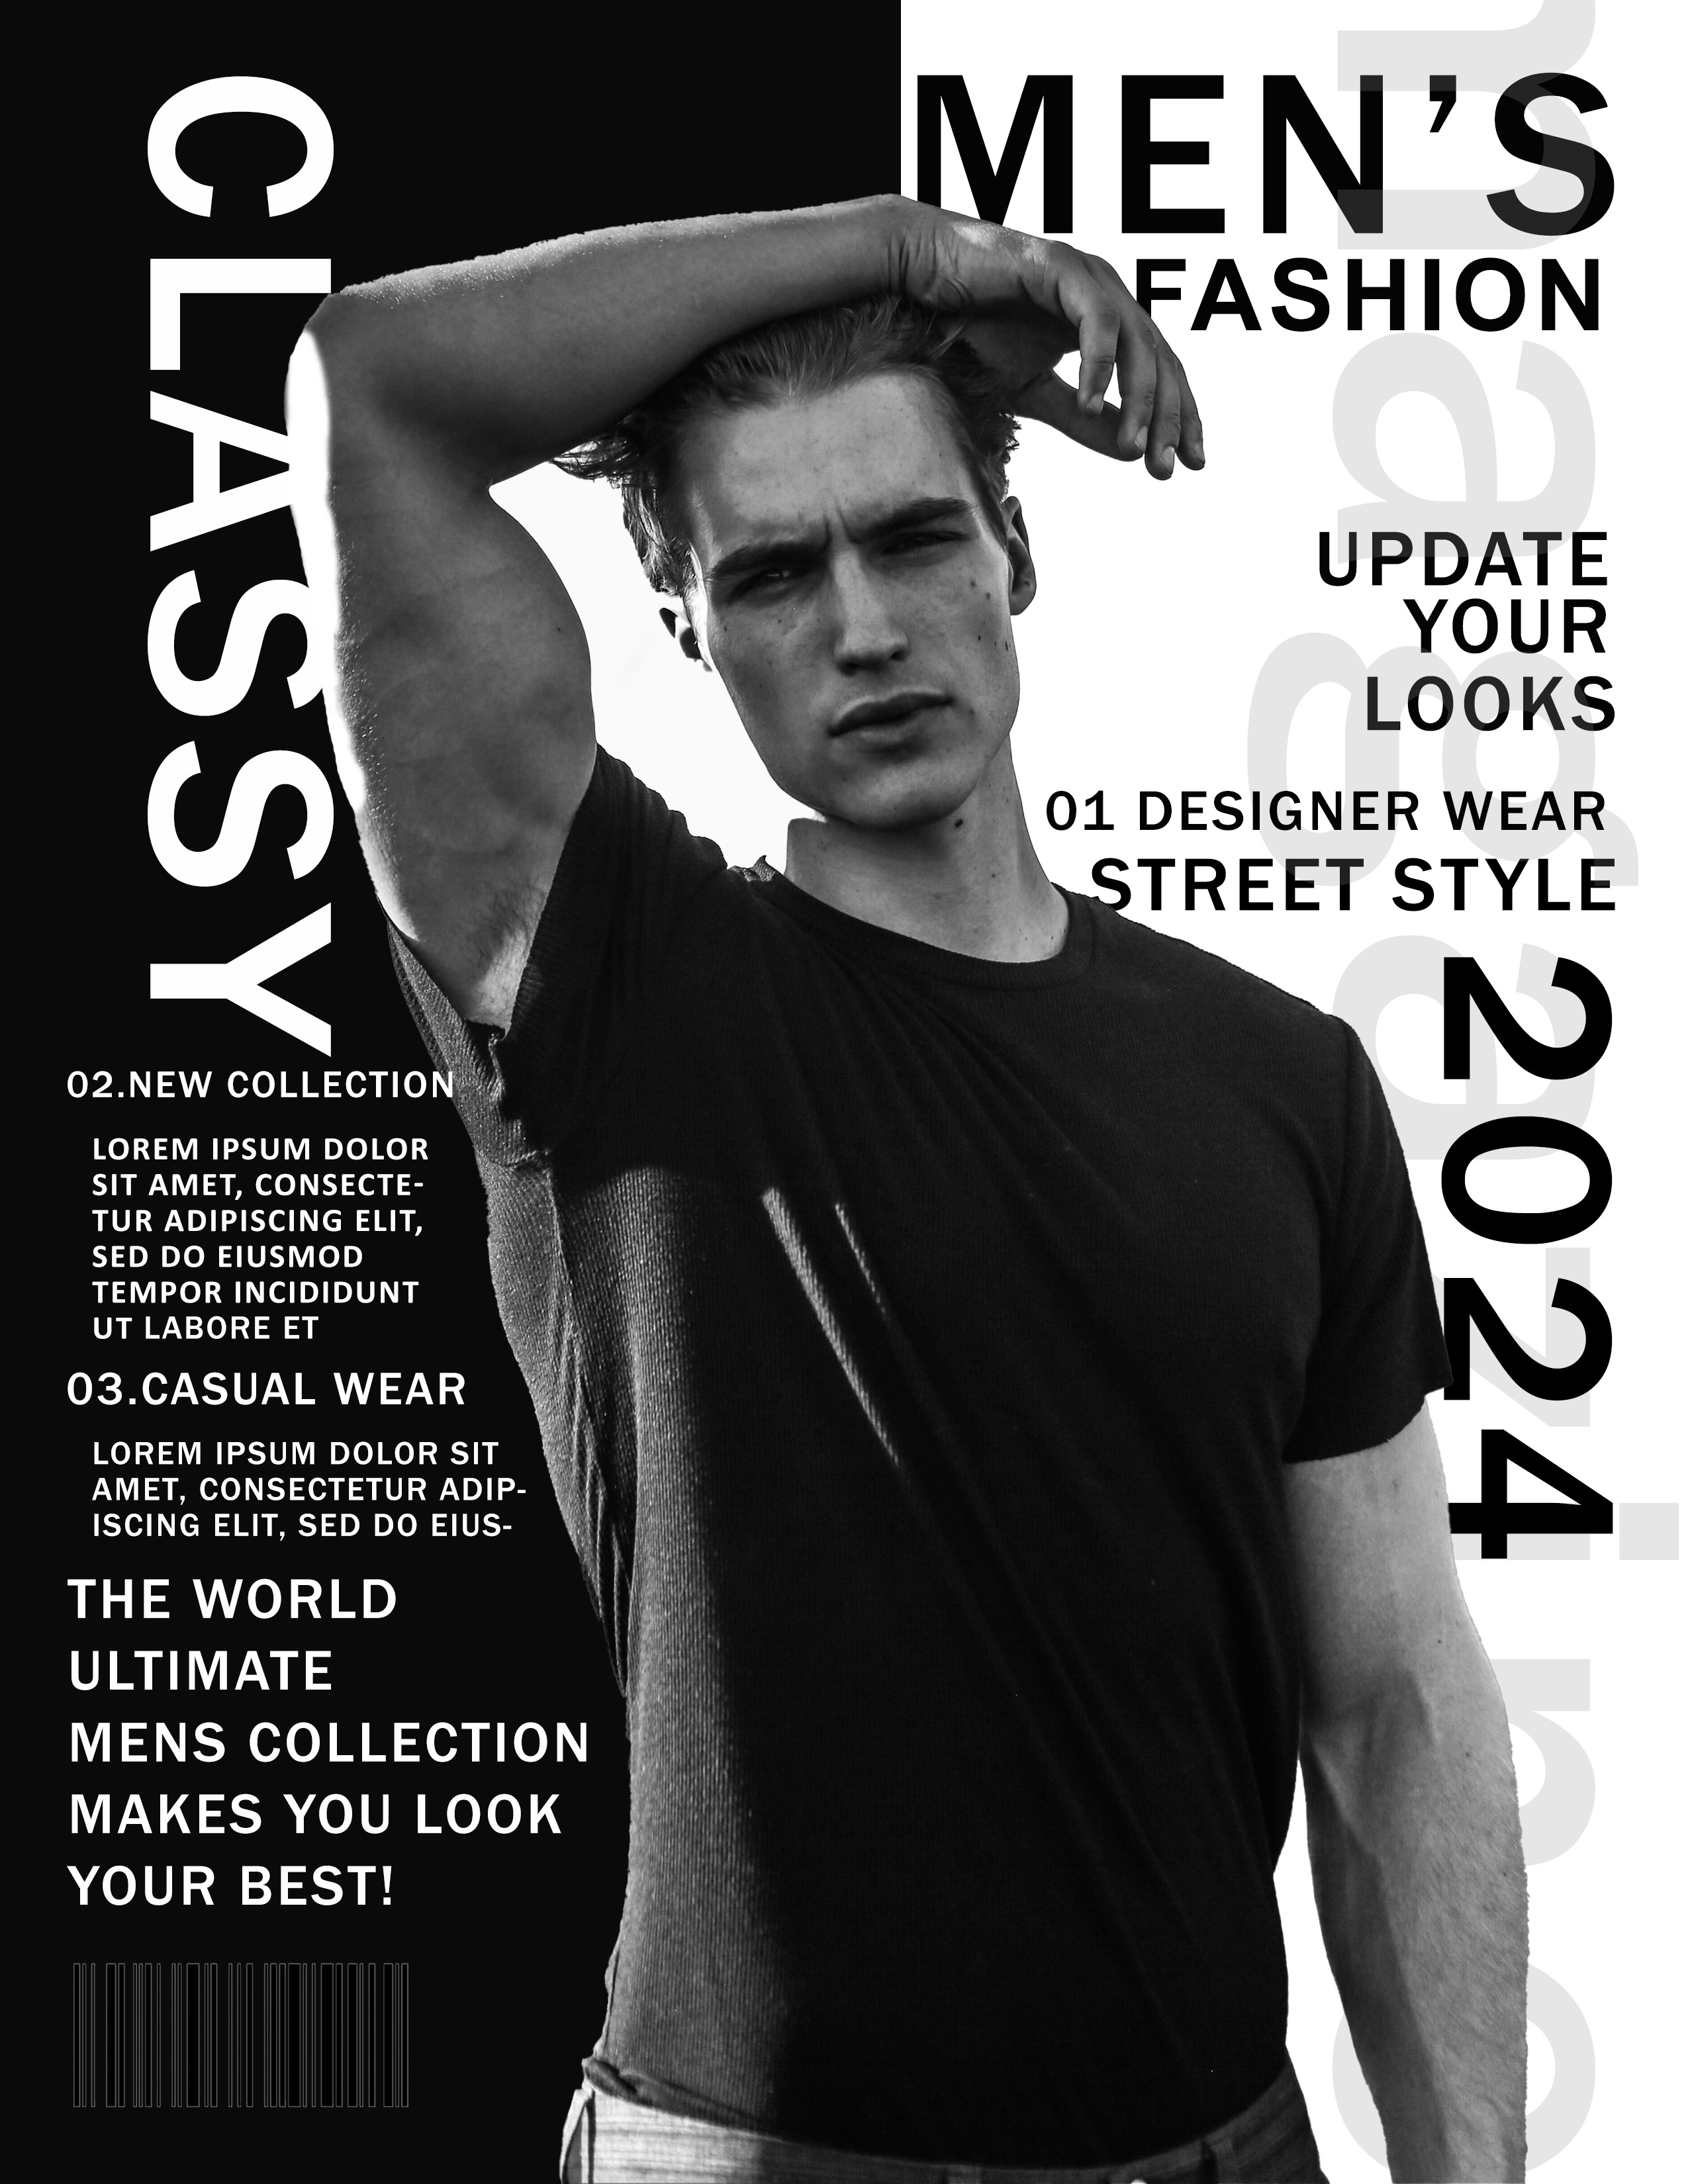 CLASSY
MEN'S
FASHION
magazine
UPDATE
YOUR
LOOKS
01 DESIGNER WEAR
STREET STYLE
2024
02.NEW COLLECTION
LOREM IPSUM DOLOR
SIT AMET, CONSECTE-
TUR ADIPISCING ELIT,
SED DO EIUSMOD
TEMPOR INCIDIDUNT
UT LABORE ET
03.CASUAL WEAR
LOREM IPSUM DOLOR SIT
AMET, CONSECTETUR ADIP-
ISCING ELIT, SED DO EIUS-
THE WORLD
ULTIMATE
MENS COLLECTION
MAKES YOU LOOK
YOUR BEST!